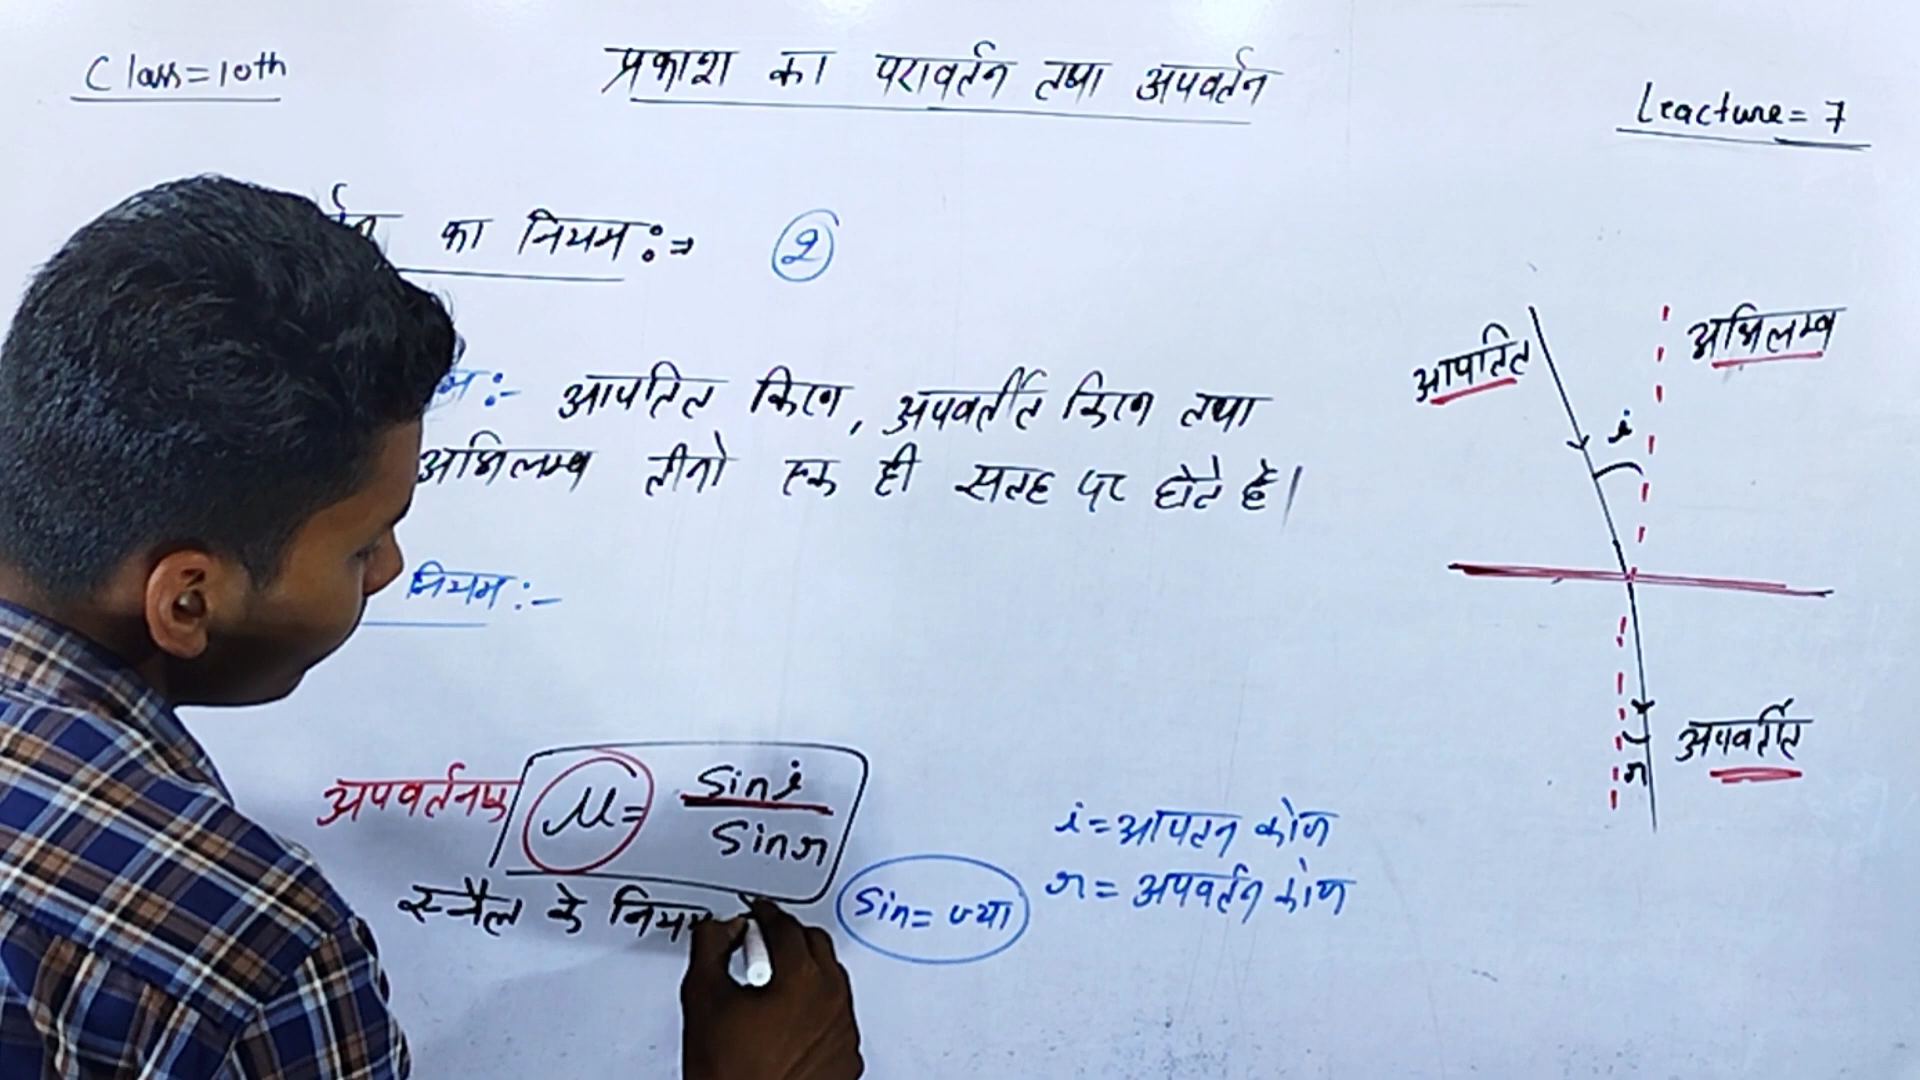 Class=10th
प्रकाश का परावर्तन तथा अपवर्तन
Leacture= 7
का नियम :⇒ ②
:- आपतित किरण, अपवर्तीत किरण तथा
अभिलम्ब तीनो एक ही सतह पर होते है।
नियम :-
आपतित
अभिलम्ब
i
अपवर्तीत
r
अपवर्तनांक μ= sin i / sin r
स्नैल के नियम
sin= ज्या
i=आपतन कोण
r= अपवर्तन कोण